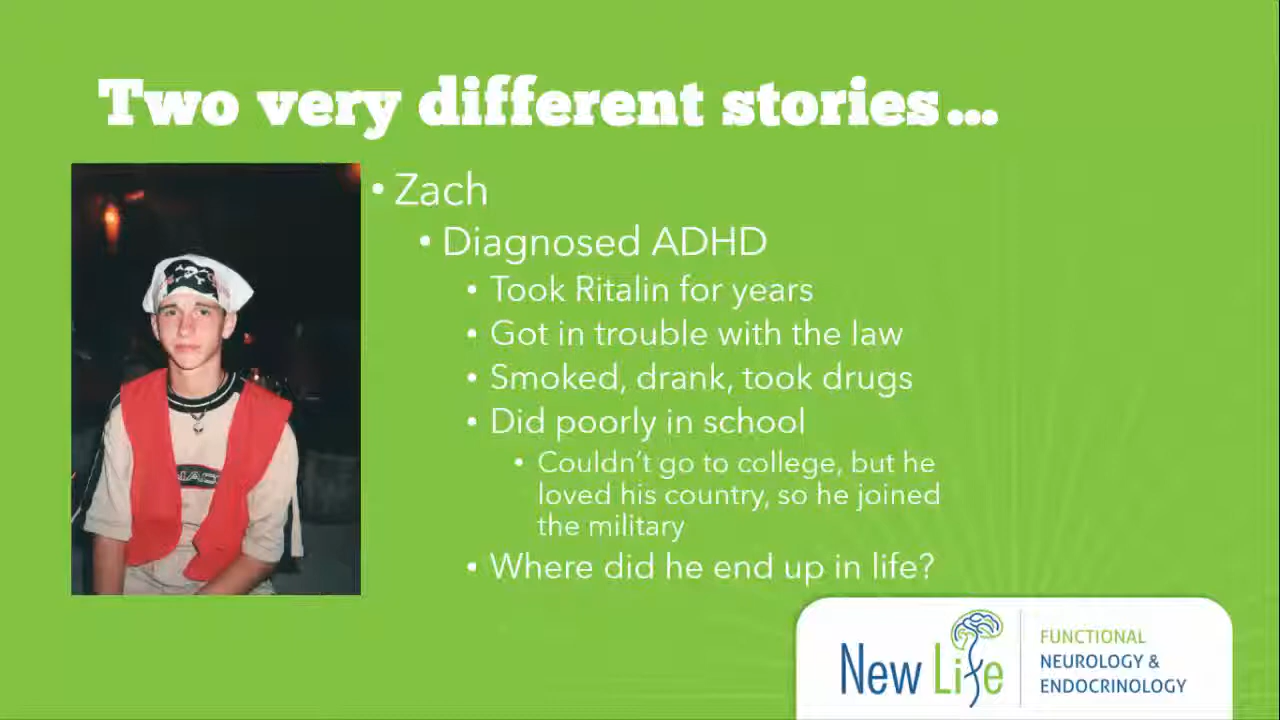 Two very different stories...
• Zach
• Diagnosed ADHD
• Took Ritalin for years
• Got in trouble with the law
• Smoked, drank, took drugs
• Did poorly in school
• Couldn't go to college, but he
loved his country, so he joined
the military
• Where did he end up in life?
New Life
FUNCTIONAL
NEUROLOGY &
ENDOCRINOLOGY